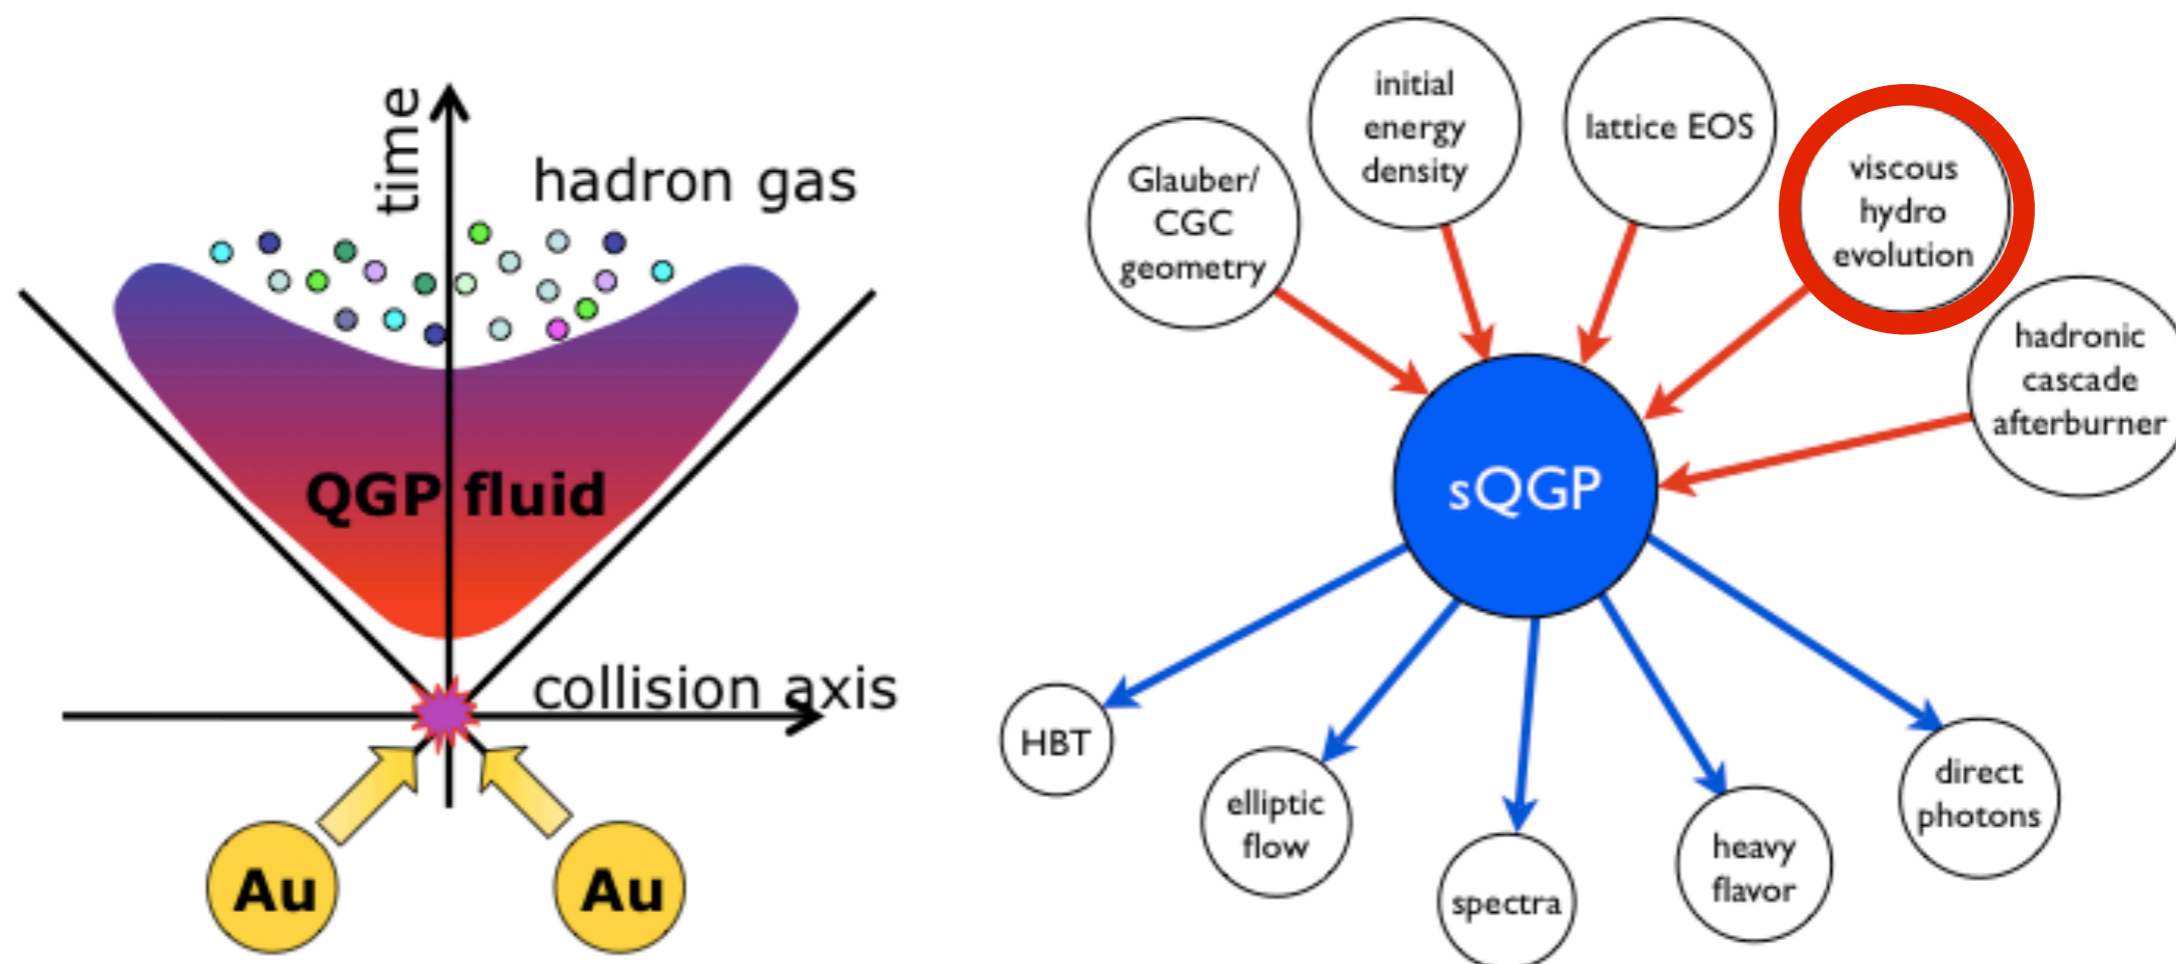 time
hadron gas
QGP fluid
collision axis
Au
Au
initial
energy
density
lattice EOS
Glauber/
CGC
geometry
viscous
hydro
evolution
hadronic
cascade
afterburner
sQGP
HBT
elliptic
flow
spectra
heavy
flavor
direct
photons